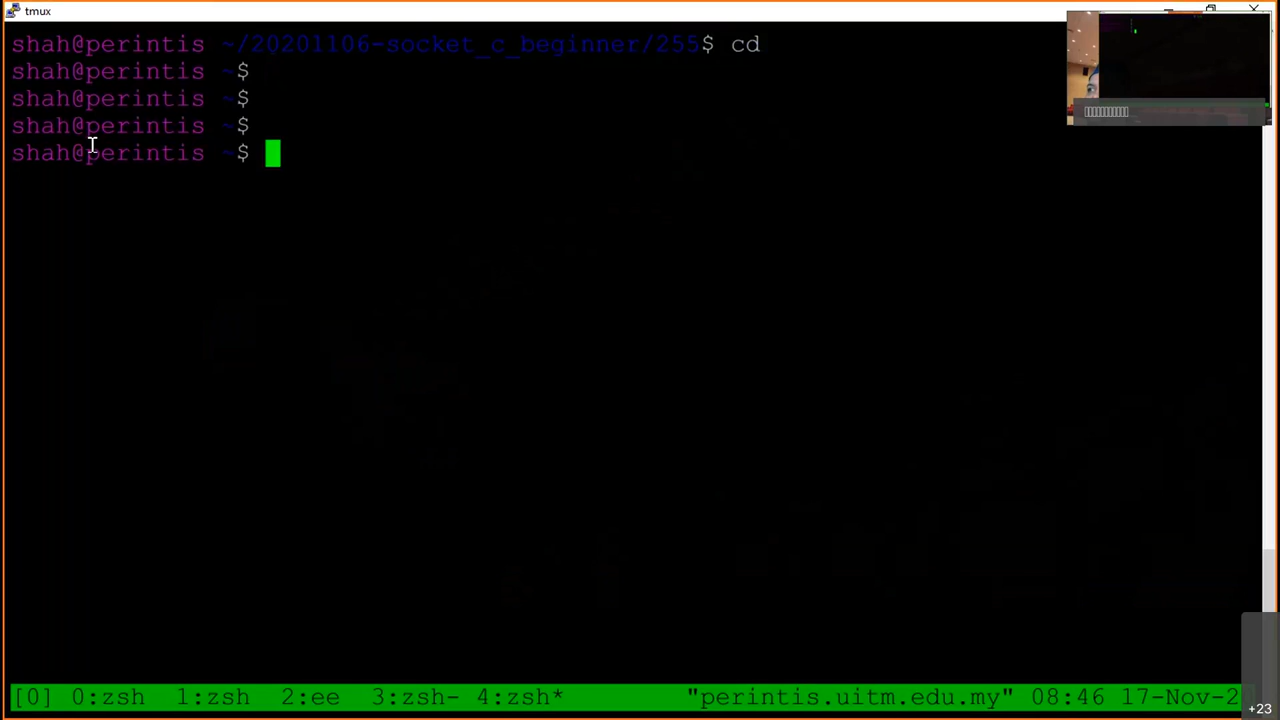 tmux
shah@perintis ~/20201106-socket_c_beginner/255$ cd
shah@perintis ~$
shah@perintis ~$
shah@perintis ~$
shah@perintis ~$
[0] 0:zsh 1:zsh 2:ee 3:zsh- 4:zsh* "perintis.uitm.edu.my" 08:46 17-Nov-2
+23